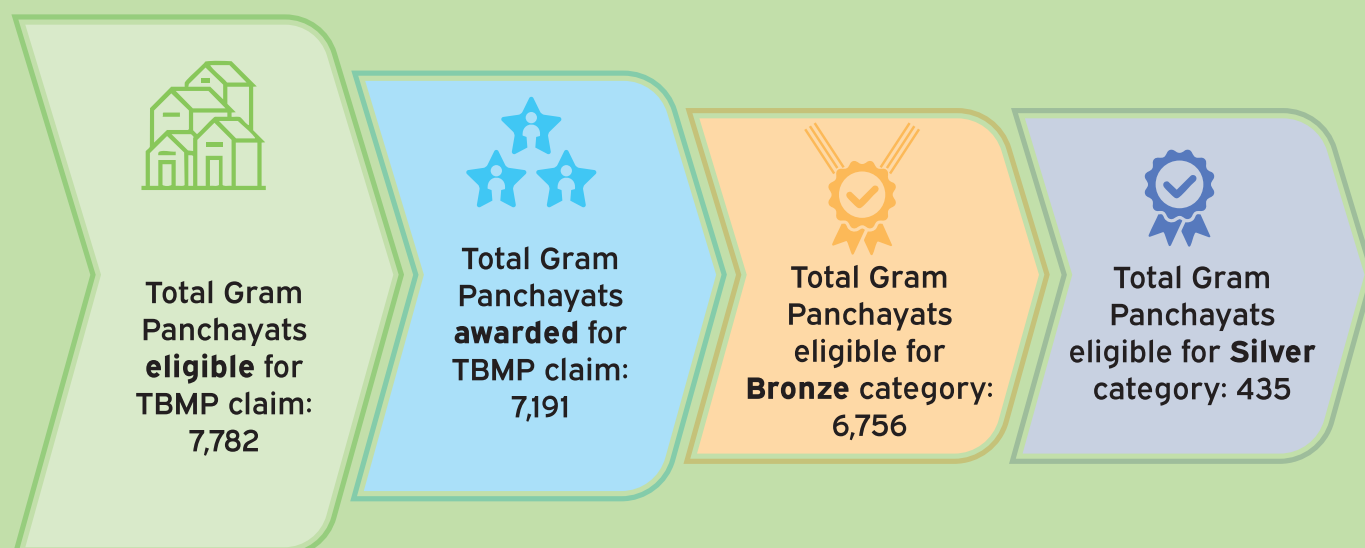 Total Gram
Panchayats
eligible for
TBMP claim:
7,782
Total Gram
Panchayats
awarded for
TBMP claim:
7,191
Total Gram
Panchayats
eligible for
Bronze category:
6,756
Total Gram
Panchayats
eligible for Silver
category: 435